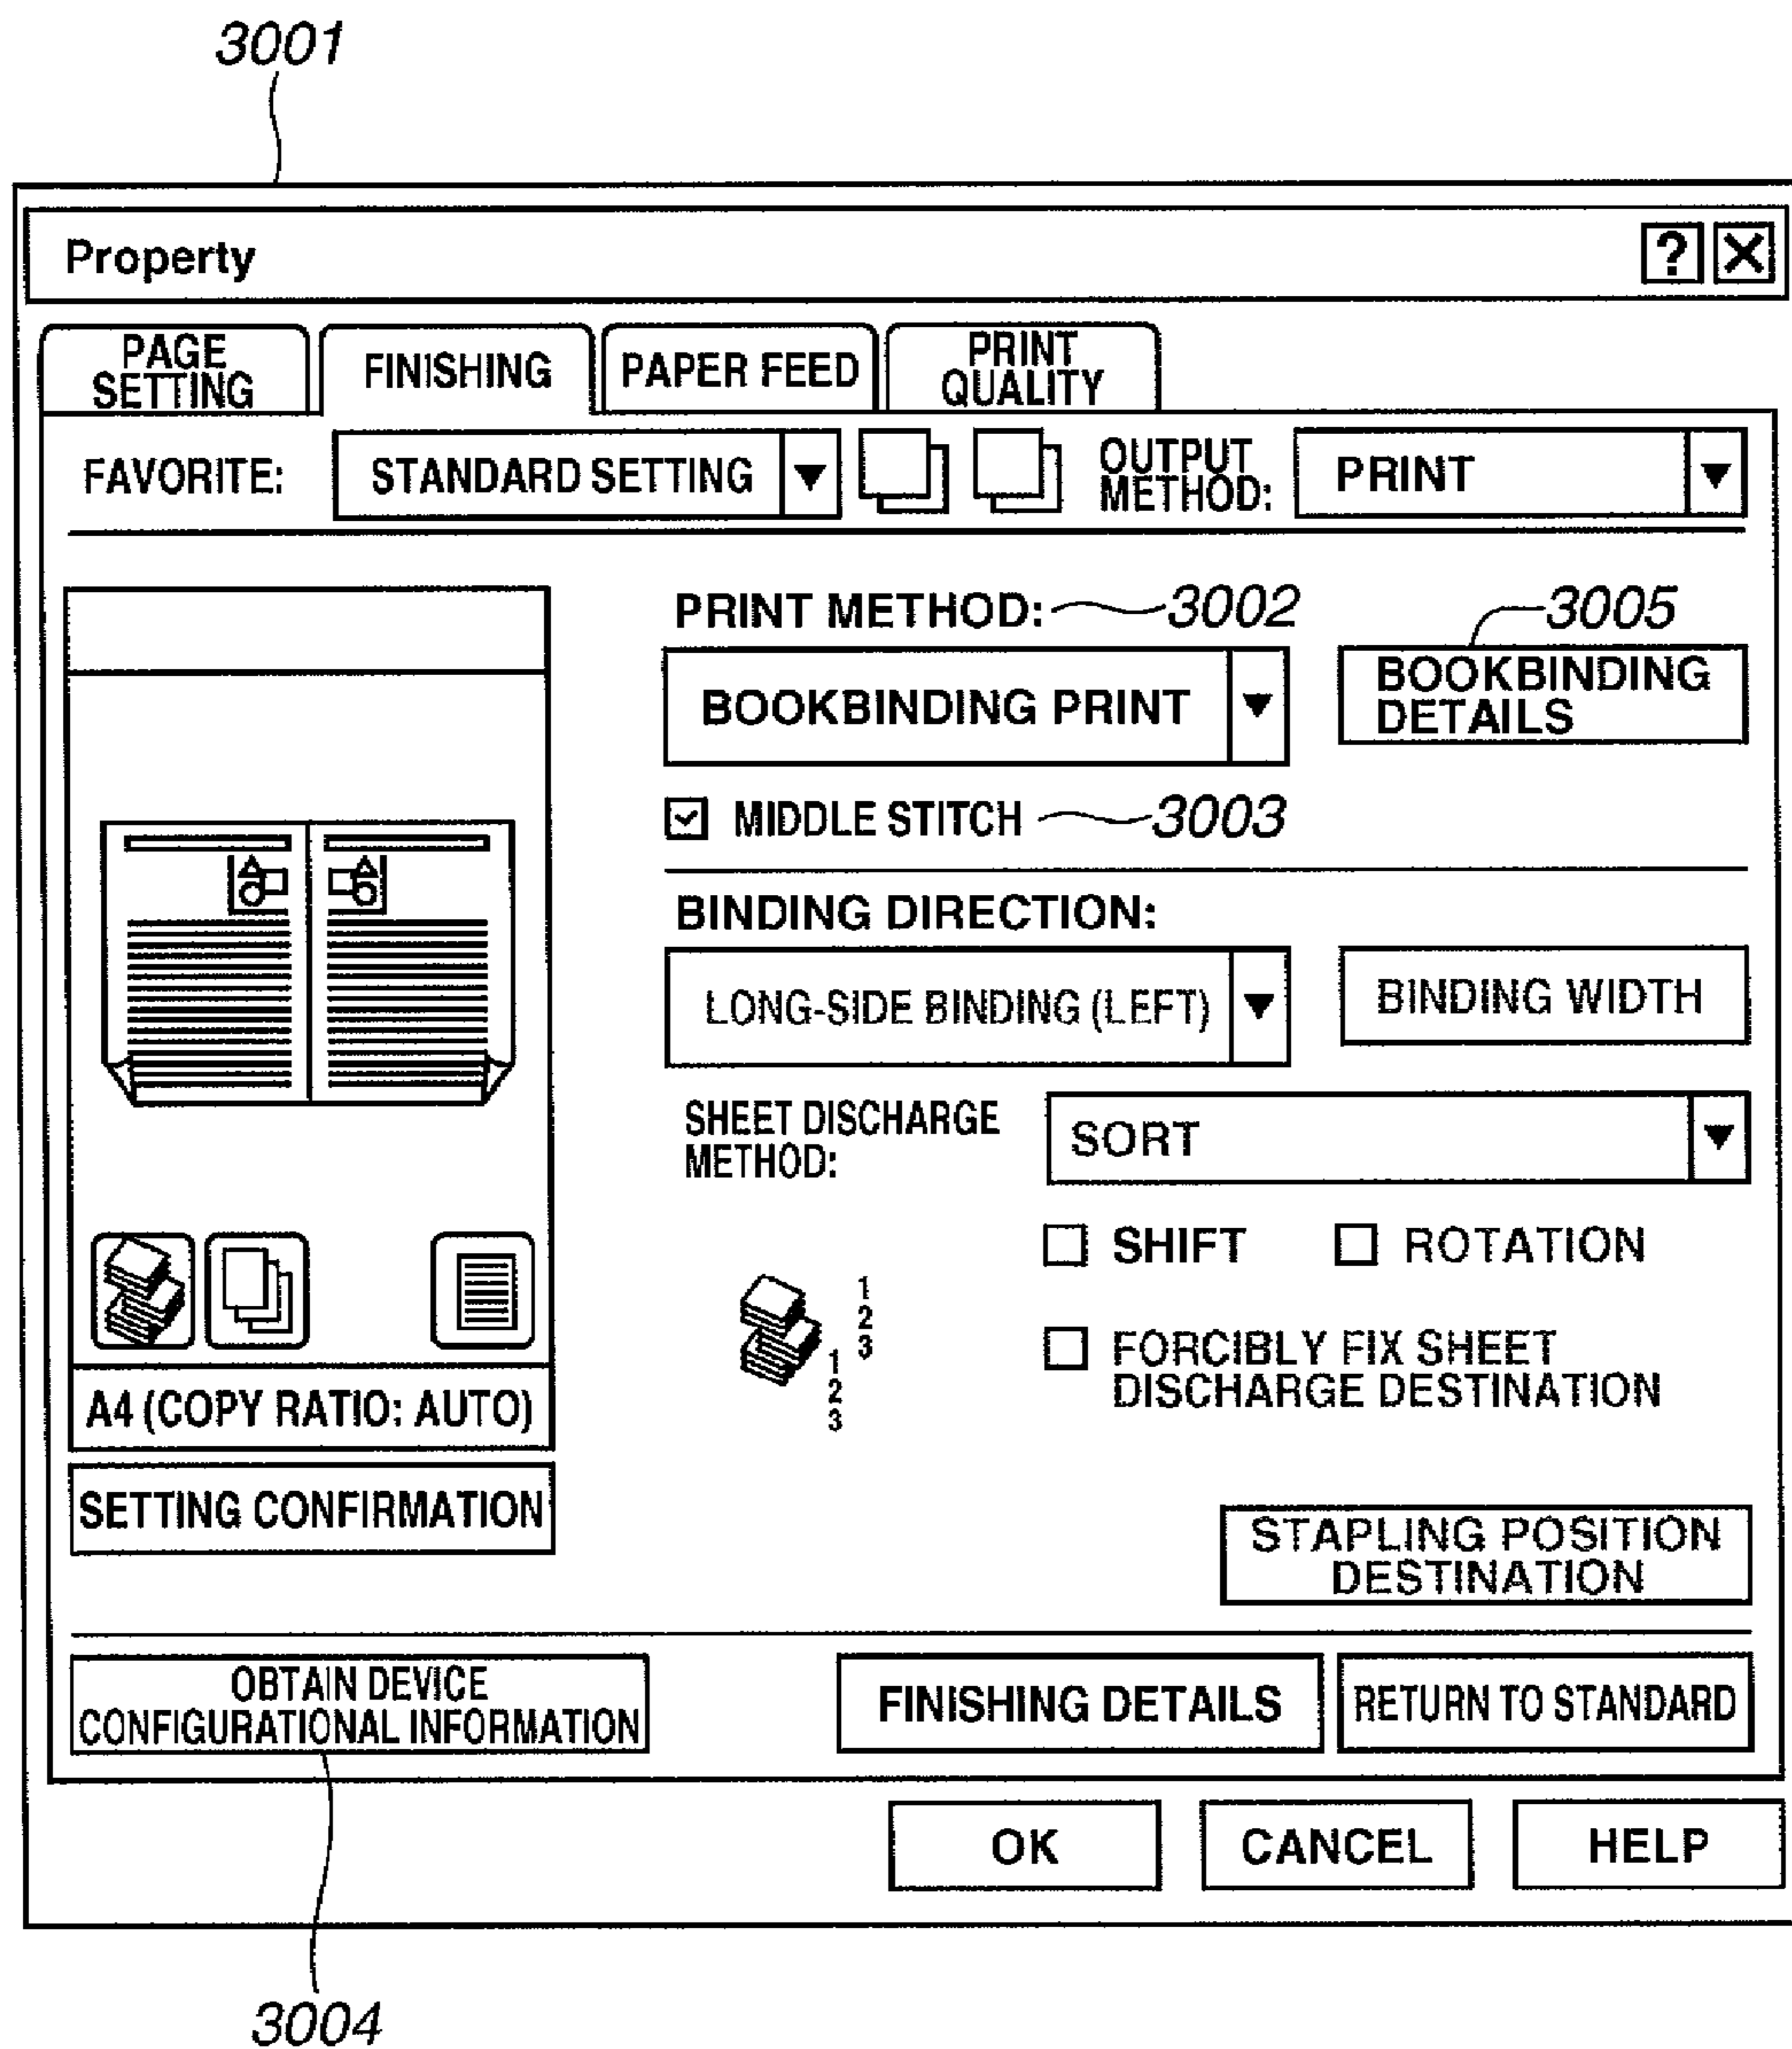 3001
Property
?
PAGE
SETTING
FINISHING
PAPER FEED
PRINT
QUALITY
FAVORITE:
STANDARD SETTING
OUTPUT
METHOD:
PRINT
PRINT METHOD:
3002
3005
BOOKBINDING PRINT
BOOKBINDING
DETAILS
MIDDLE STITCH
3003
BINDING DIRECTION:
LONG-SIDE BINDING (LEFT)
BINDING WIDTH
SHEET DISCHARGE
METHOD:
SORT
SHIFT
ROTATION
1
2
3
1
2
3
FORCIBLY FIX SHEET
DISCHARGE DESTINATION
A4 (COPY RATIO: AUTO)
SETTING CONFIRMATION
STAPLING POSITION
DESTINATION
OBTAIN DEVICE
CONFIGURATIONAL INFORMATION
FINISHING DETAILS
RETURN TO STANDARD
OK
CANCEL
HELP
3004